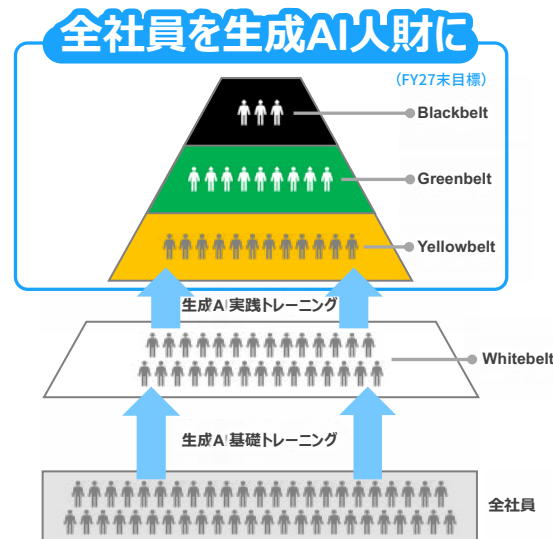 全社員を生成AI人財に
(FY27末目標)
Blackbelt
Greenbelt
Yellowbelt
生成AI実践トレーニング
Whitebelt
生成AI基礎トレーニング
全社員